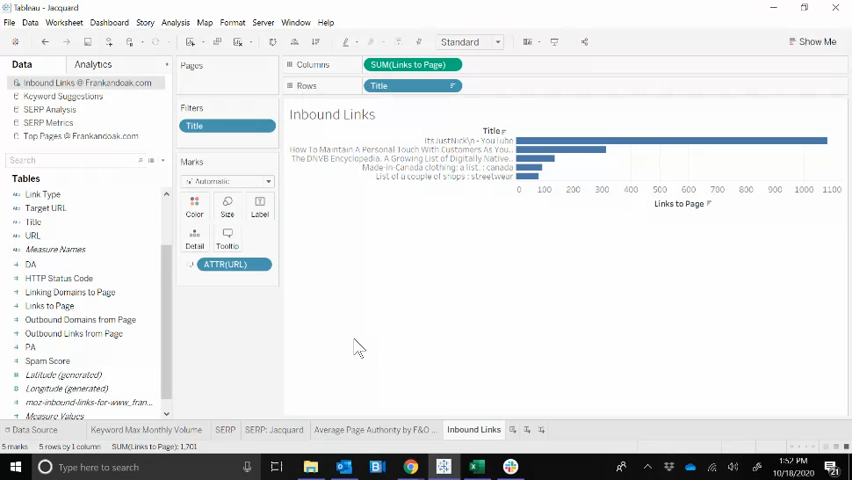 Tableau - Jacquard
File Data Worksheet Dashboard Story Analysis Map Format Server Window Help
Standard Show Me
Data Analytics Pages Columns SUM(Links to Page)
Inbound Links @ Frankandoak.com Rows Title
Keyword Suggestions
SERP Analysis Filters Inbound Links
SERP Metrics Title
Top Pages @ Frankandoak.com Title
ItsJustNick\n - YouTube
How To Maintain A Personal Touch With Customers As You..
Search Marks The DNVB Encyclopedia. A Growing List of Digitally Native..
Made-in-Canada clothing: a list. : canada
Tables Automatic List of a couple of shops : streetwear
0 100 200 300 400 500 600 700 800 900 1000 1100
Link Type
Links to Page
Target URL Color Size Label
Title
URL
Measure Names Detail Tooltip
DA ATTR(URL)
HTTP Status Code
Linking Domains to Page
Links to Page
Outbound Domains from Page
Outbound Links from Page
PA
Spam Score
Latitude (generated)
Longitude (generated)
moz-inbound-links-for-www_fran...
Measure Values
Data Source Keyword Max Monthly Volume SERP SERP: Jacquard Average Page Authority by F&O ... Inbound Links
5 marks 5 rows by 1 column SUM(Links to Page): 1,701
Type here to search
1:52 PM
10/18/2020
21